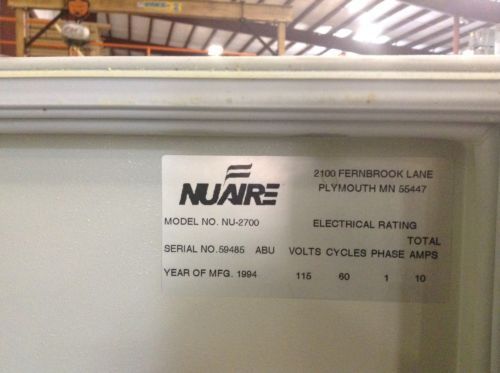 NUAIRE
2100 FERNBROOK LANE
PLYMOUTH MN 55447
MODEL NO. NU-2700 ELECTRICAL RATING
TOTAL
SERIAL NO. 59485 ABU VOLTS CYCLES PHASE AMPS
YEAR OF MFG. 1994 115 60 1 10